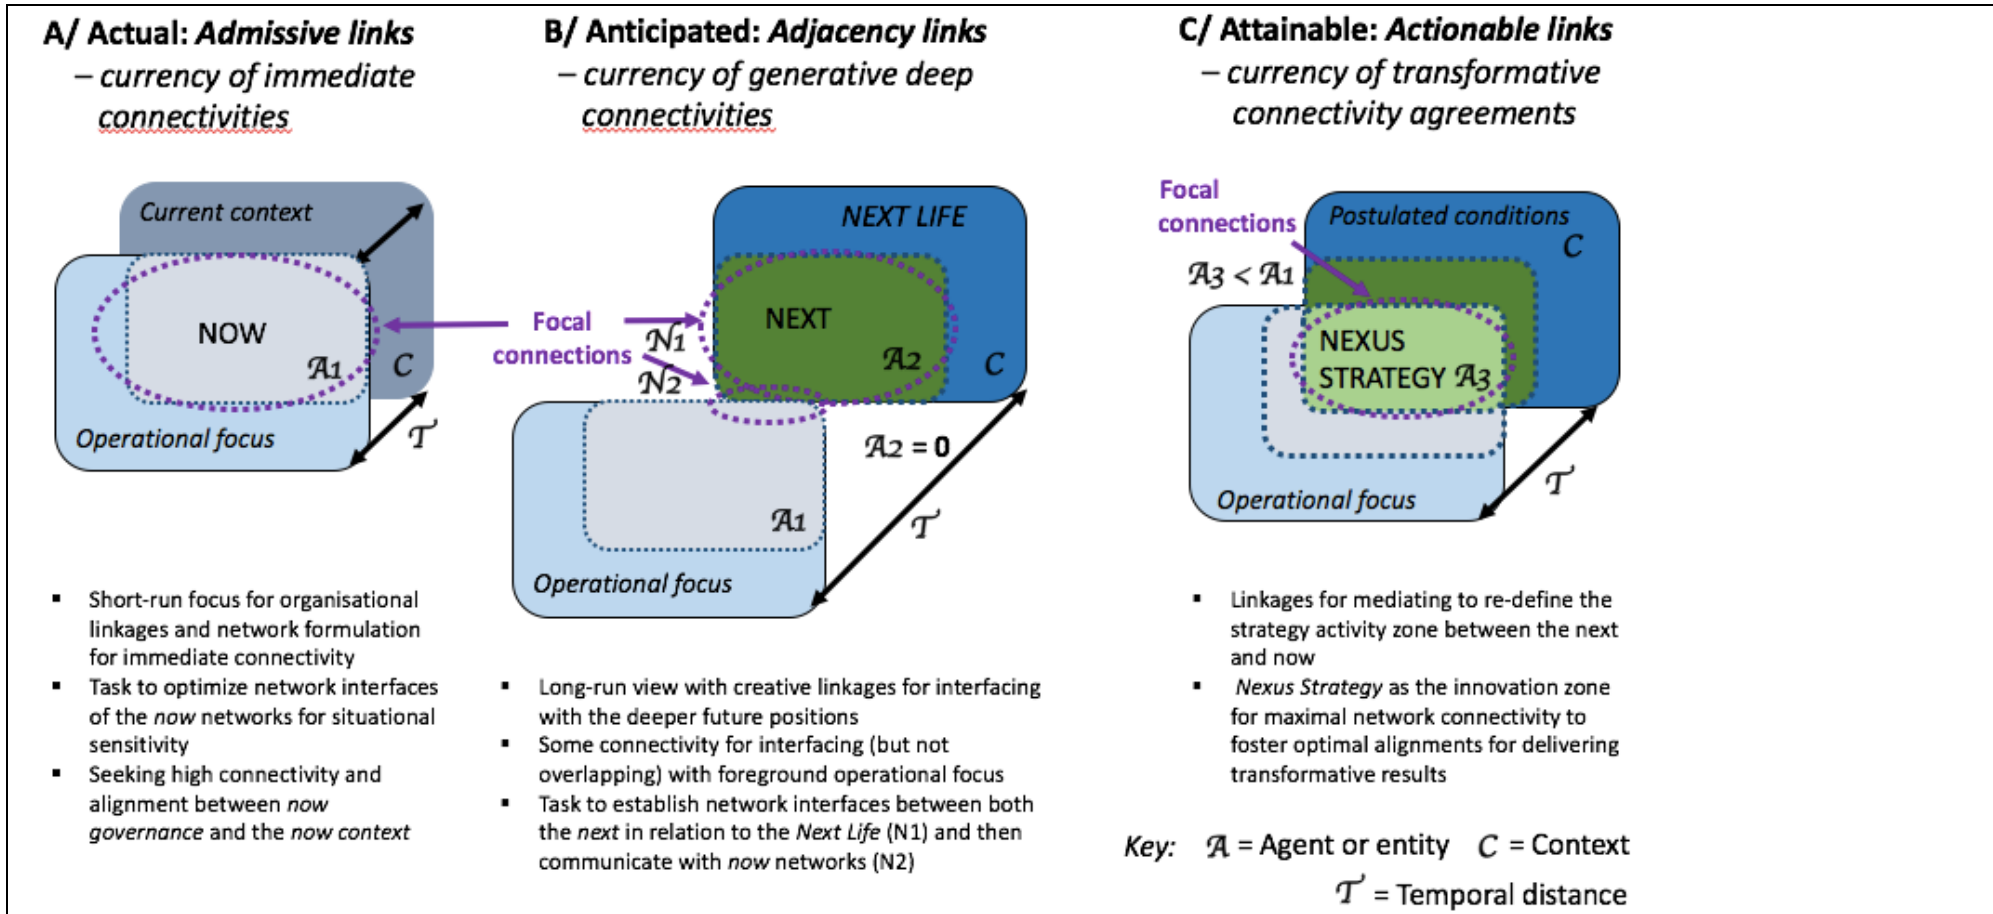 A/ Actual: Admissive links
– currency of immediate
connectivities
Current context
NOW
A1
C
Operational focus
T
Short-run focus for organisational
linkages and network formulation
for immediate connectivity
Task to optimize network interfaces
of the now networks for situational
sensitivity
Seeking high connectivity and
alignment between now
governance and the now context
B/ Anticipated: Adjacency links
– currency of generative deep
connectivities
NEXT LIFE
NEXT
Focal
connections
N1
N2
A2
C
A2 = 0
A1
T
Operational focus
Long-run view with creative linkages for interfacing
with the deeper future positions
Some connectivity for interfacing (but not
overlapping) with foreground operational focus
Task to establish network interfaces between both
the next in relation to the Next Life (N1) and then
communicate with now networks (N2)
C/ Attainable: Actionable links
– currency of transformative
connectivity agreements
Focal
connections
Postulated conditions
C
A3 < A1
NEXUS
STRATEGY A3
T
Operational focus
Linkages for mediating to re-define the
strategy activity zone between the next
and now
Nexus Strategy as the innovation zone
for maximal network connectivity to
foster optimal alignments for delivering
transformative results
Key: A = Agent or entity C = Context
T = Temporal distance